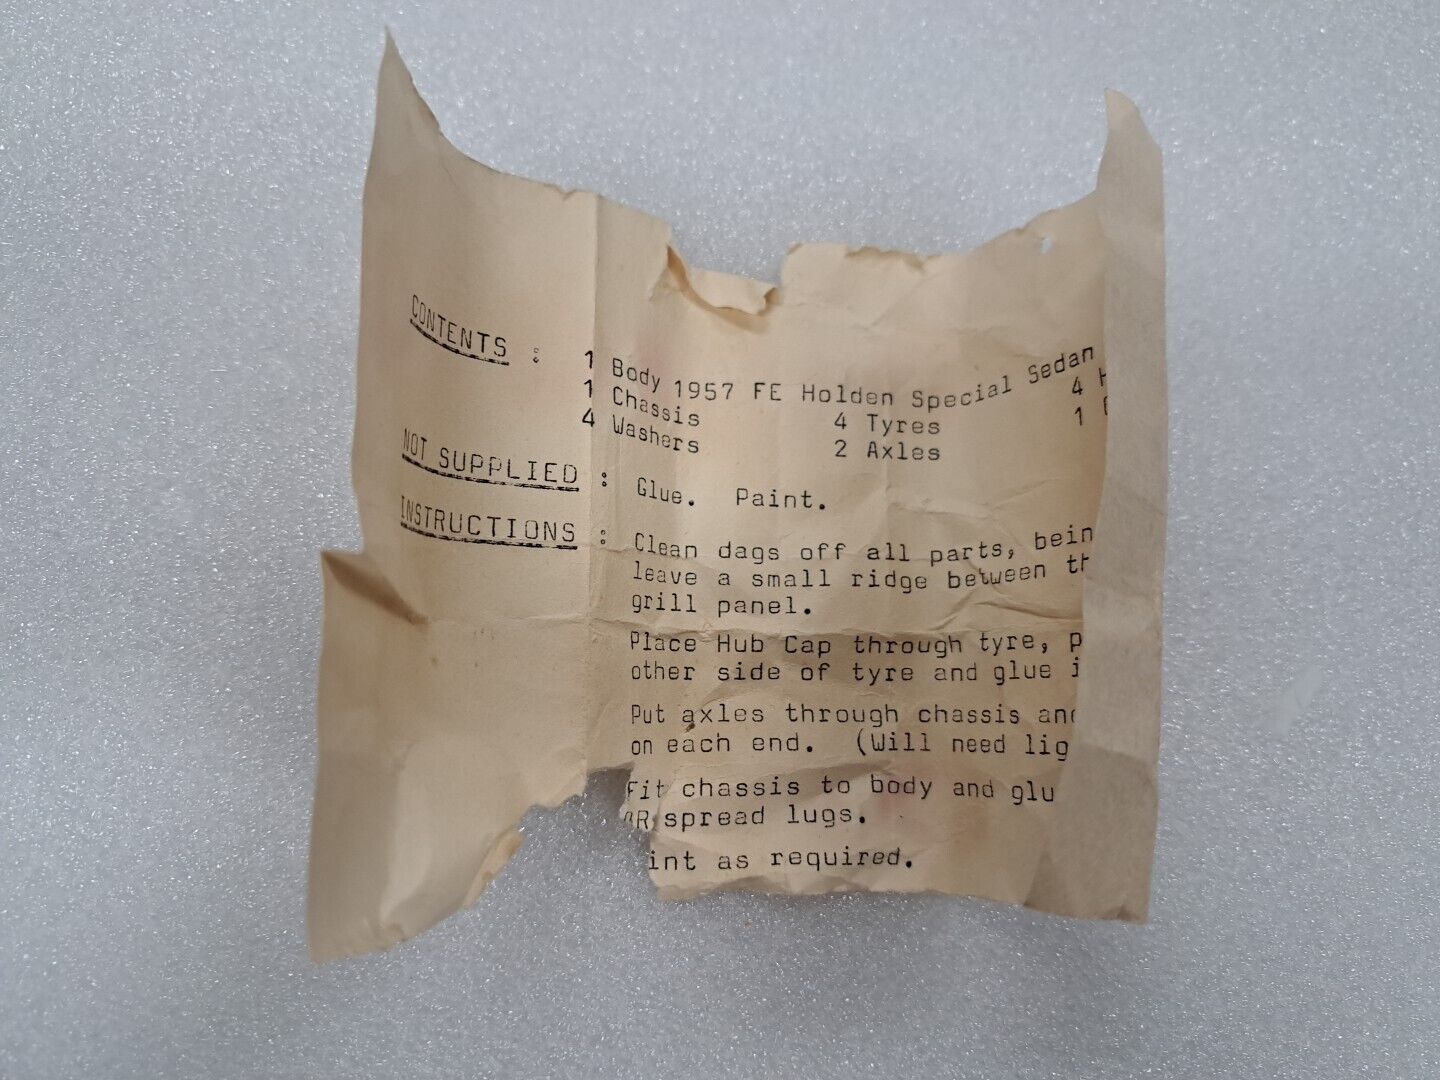 CONTENTS : 1 Body 1957 FE Holden Special Sedan
1 Chassis 4 Tyres 4
4 Washers 2 Axles 1
NOT SUPPLIED : Glue. Paint.
INSTRUCTIONS : Clean dags off all parts, bein
leave a small ridge between th
grill panel.
Place Hub Cap through tyre, p
other side of tyre and glue i
Put axles through chassis and
on each end. (Will need lig
Fit chassis to body and glu
OR spread lugs.
int as required.